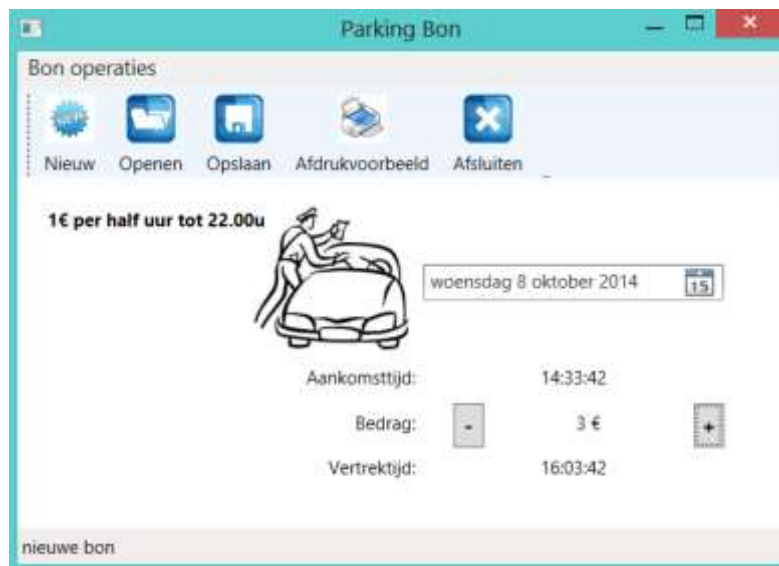 Parking Bon
Bon operaties
Nieuw Openen Opslaan Afdrukvoorbeeld Afsluiten
1€ per half uur tot 22.00u
woensdag 8 oktober 2014 15
Aankomsttijd: 14:33:42
Bedrag: - 3 € +
Vertrektijd: 16:03:42
nieuwe bon